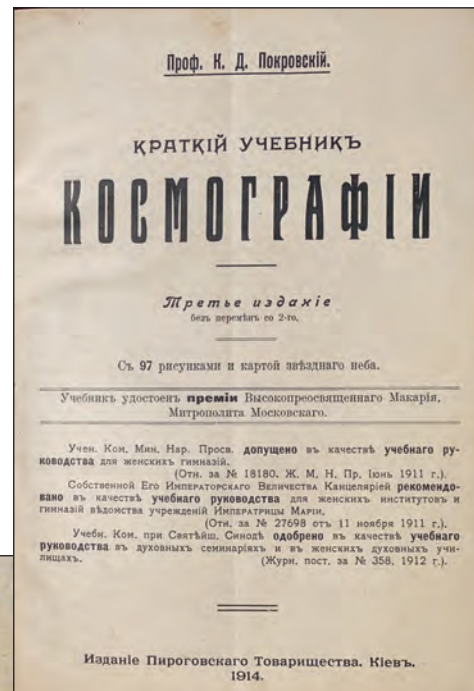 Проф. К. Д. Покровскій.
КРАТКІЙ УЧЕБНИКЪ
КОСМОГРАФІИ
Третье изданіе
безъ перемѣнъ со 2-го.
Съ 97 рисунками и картой звѣзднаго неба.
Учебникъ удостоенъ преміи Высокопреосвященнаго Макарія,
Митрополита Московскаго.
Учен. Ком. Мин. Нар. Просв. допущено въ качествѣ учебнаго ру-
ководства для женскихъ гимназій.
(Отн. за № 18180. Ж. М. Н. Пр. Іюнь 1911 г.).
Собственной Его Императорскаго Величества Канцеляріей рекомендо-
вано въ качествѣ учебнаго руководства для женскихъ институтовъ и
гимназій вѣдомства учрежденій Императрицы Маріи.
(Отн. за № 27698 отъ 11 ноября 1911 г.).
Учебн. Ком. при Святѣйш. Синодѣ одобрено въ качествѣ учебнаго
руководства въ духовныхъ семинаріяхъ и въ женскихъ духовныхъ учи-
лищахъ. (Журн. пост. за № 358, 1912 г.).
Изданіе Пироговскаго Товарищества. Кіевъ.
1914.